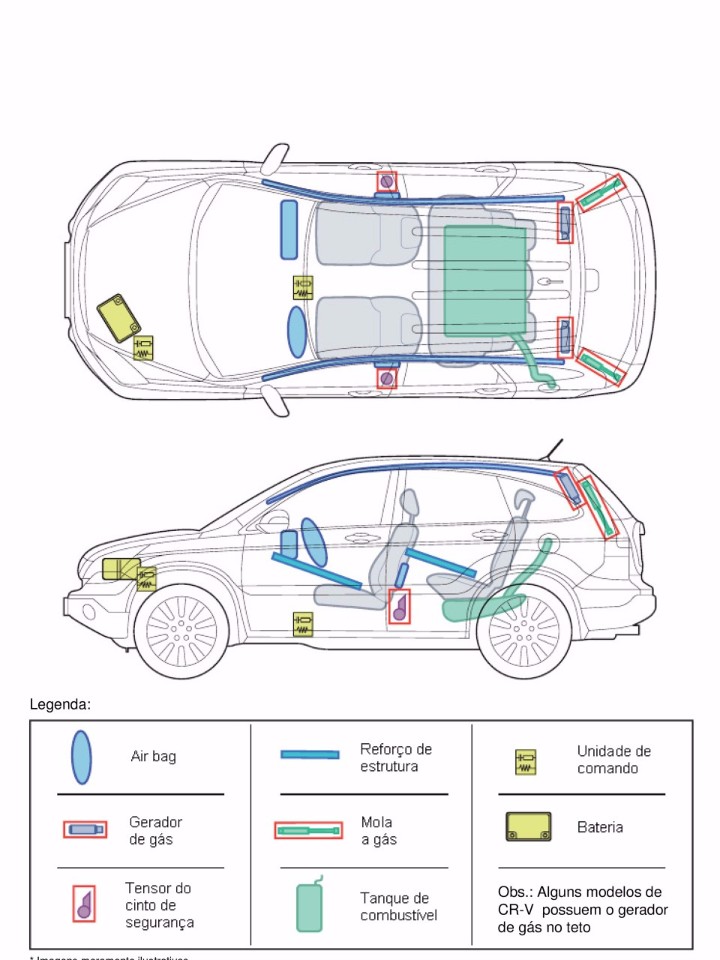 Legenda:
Air bag
Reforço de
estrutura
Unidade de
comando
Gerador
de gás
Mola
a gás
Bateria
Tensor do
cinto de
segurança
Tanque de
combustível
Obs.: Alguns modelos de
CR-V possuem o gerador
de gás no teto
* Imagens meramente ilustrativas